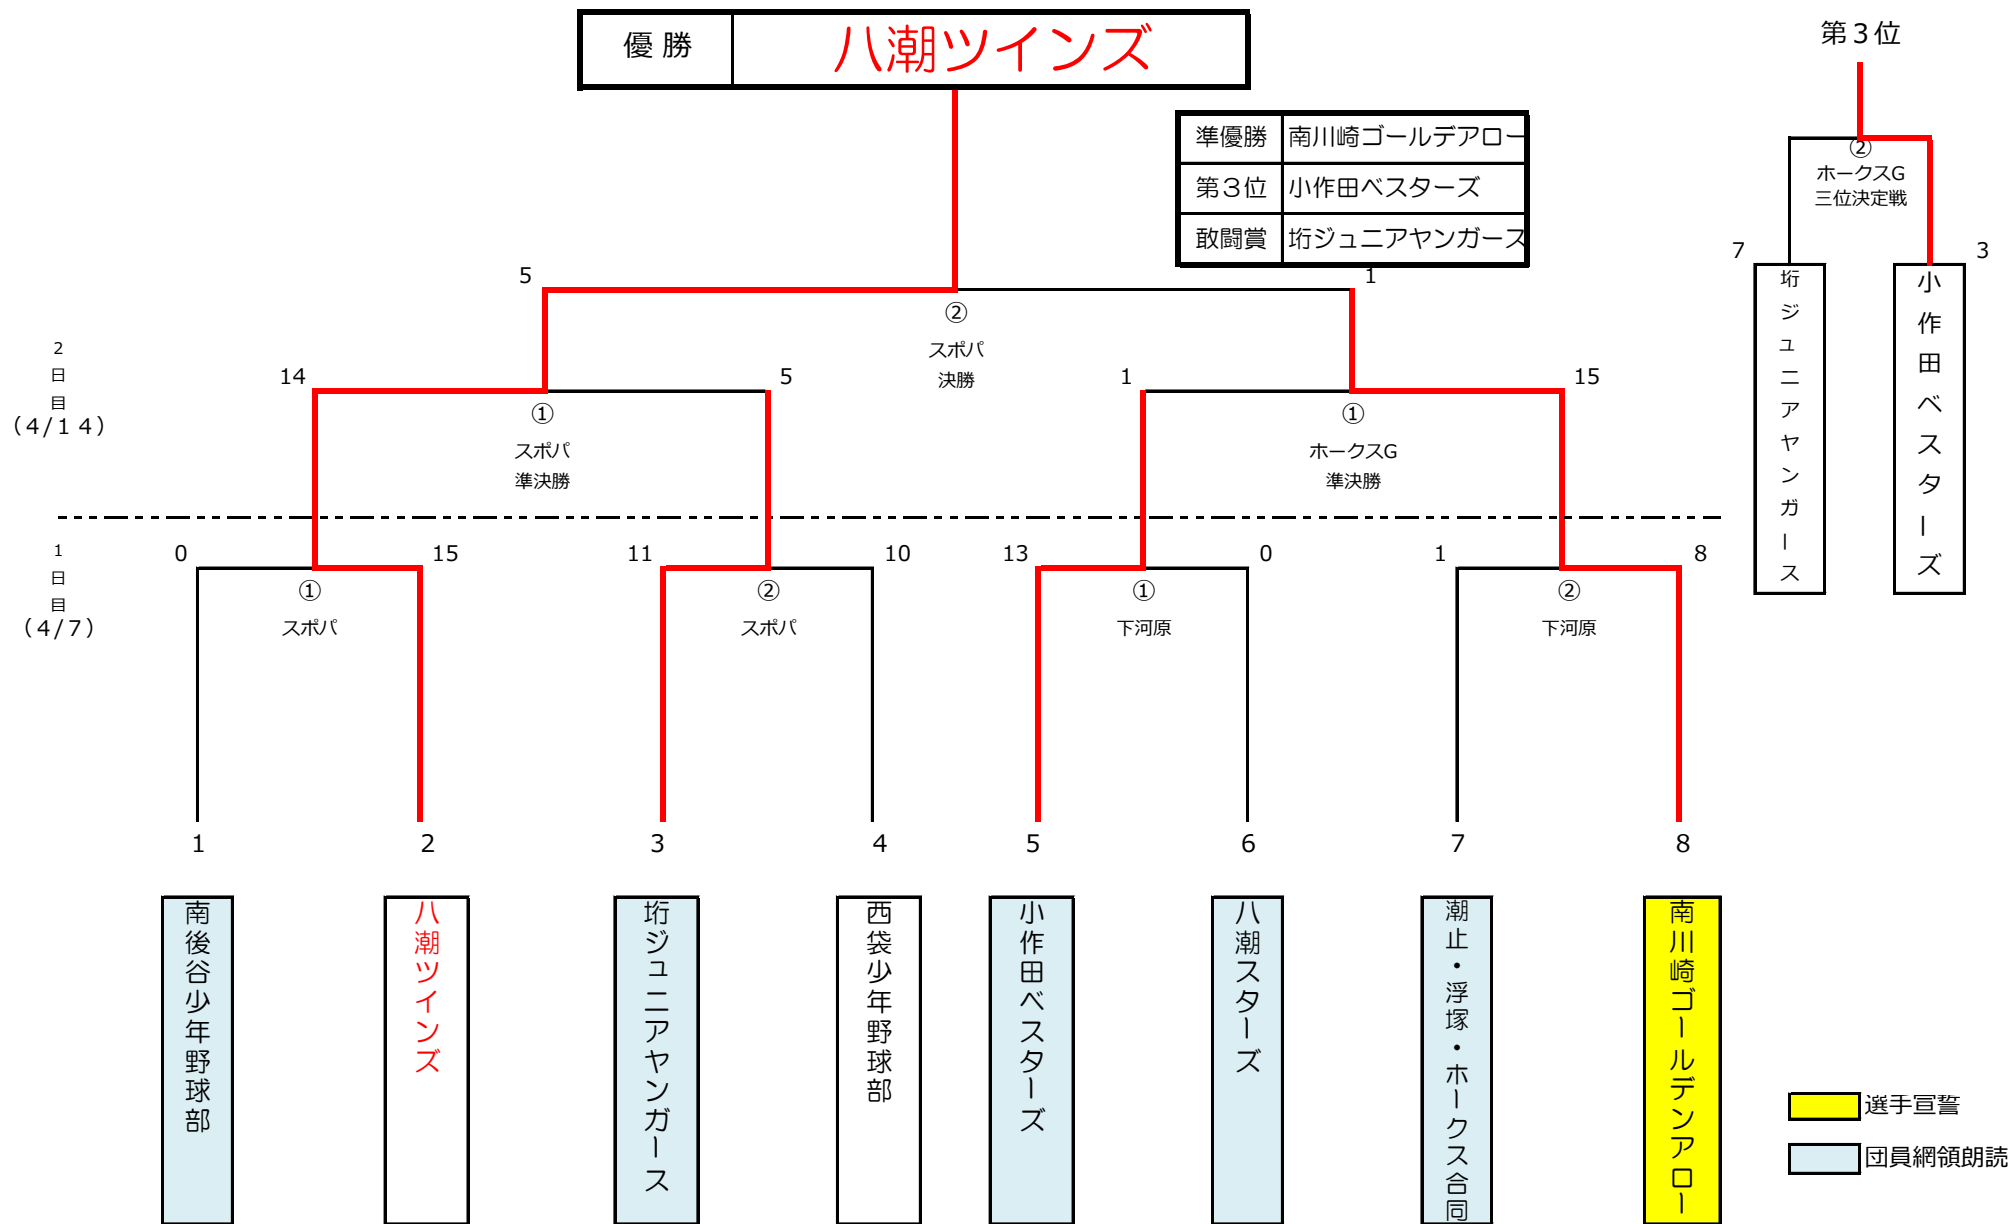 優勝 八潮ツインズ
第3位
準優勝 南川崎ゴールデアロー
第3位 小作田ベスターズ
敢闘賞 垳ジュニアヤンガース
②
ホークスG
三位決定戦
7 3
垳ジュニアヤンガース
小作田ベスターズ
5 1
②
スポパ
決勝
2日目
(4/14)
14 5 1 15
①
スポパ
準決勝
①
ホークスG
準決勝
1日目
(4/7)
0 15 11 10 13 0 1 8
① ② ① ②
スポパ スポパ 下河原 下河原
1 2 3 4 5 6 7 8
南後谷少年野球部
八潮ツインズ
垳ジュニアヤンガース
西袋少年野球部
小作田ベスターズ
八潮スターズ
潮止・浮塚・ホークス合同
南川崎ゴールデンアロー
選手宣誓
団員網領朗読